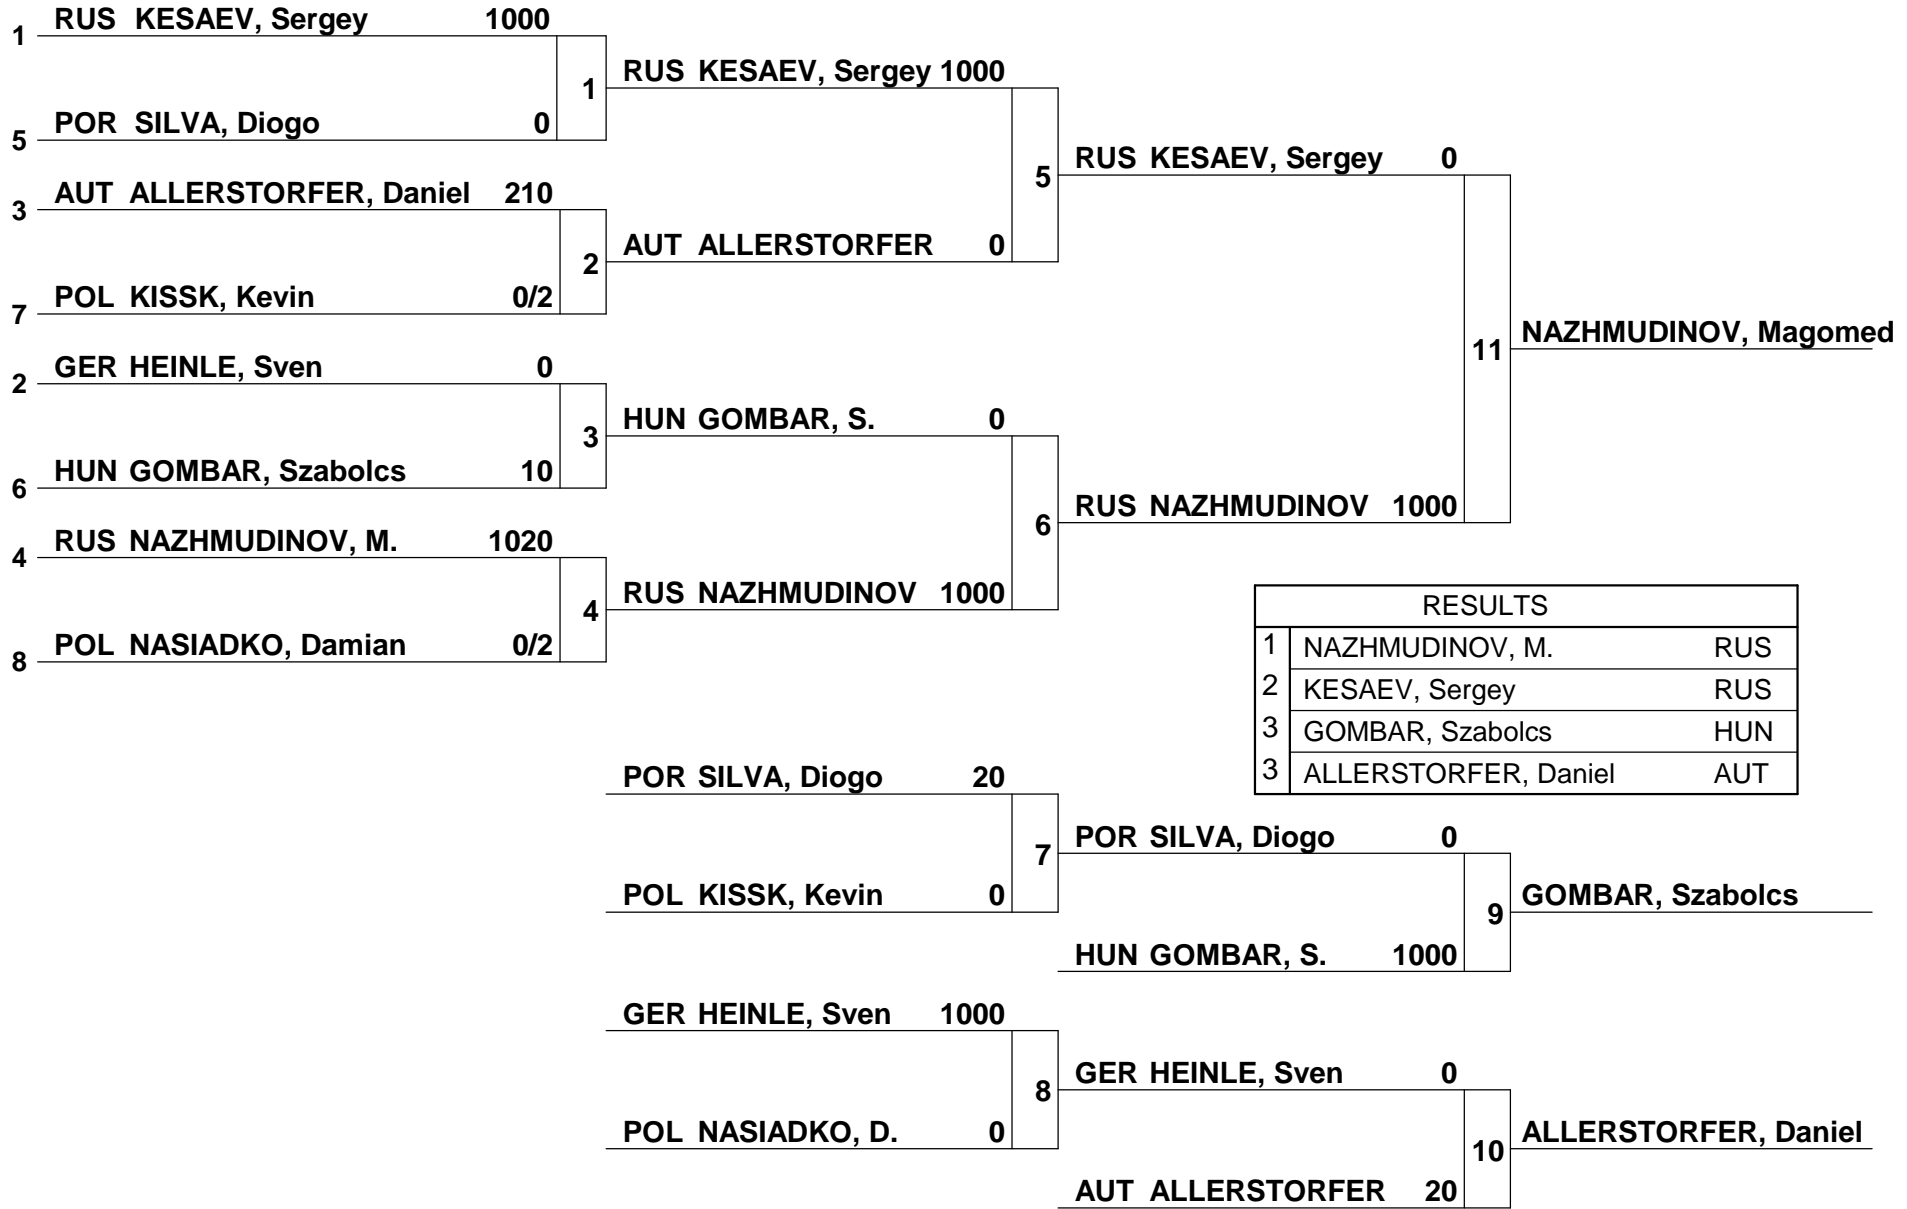 1 RUS KESAEV, Sergey 1000
1
5 POR SILVA, Diogo 0
3 AUT ALLERSTORFER, Daniel 210
2
7 POL KISSK, Kevin 0/2
2 GER HEINLE, Sven 0
3
6 HUN GOMBAR, Szabolcs 10
4 RUS NAZHMUDINOV, M. 1020
4
8 POL NASIADKO, Damian 0/2
RUS KESAEV, Sergey 1000
5
AUT ALLERSTORFER 0
HUN GOMBAR, S. 0
6
RUS NAZHMUDINOV 1000
RUS KESAEV, Sergey 0
11
RUS NAZHMUDINOV 1000
NAZHMUDINOV, Magomed
RESULTS
1 NAZHMUDINOV, M. RUS
2 KESAEV, Sergey RUS
3 GOMBAR, Szabolcs HUN
3 ALLERSTORFER, Daniel AUT
POR SILVA, Diogo 20
7
POL KISSK, Kevin 0
POR SILVA, Diogo 0
9
HUN GOMBAR, S. 1000
GOMBAR, Szabolcs
GER HEINLE, Sven 1000
8
POL NASIADKO, D. 0
GER HEINLE, Sven 0
10
AUT ALLERSTORFER 20
ALLERSTORFER, Daniel